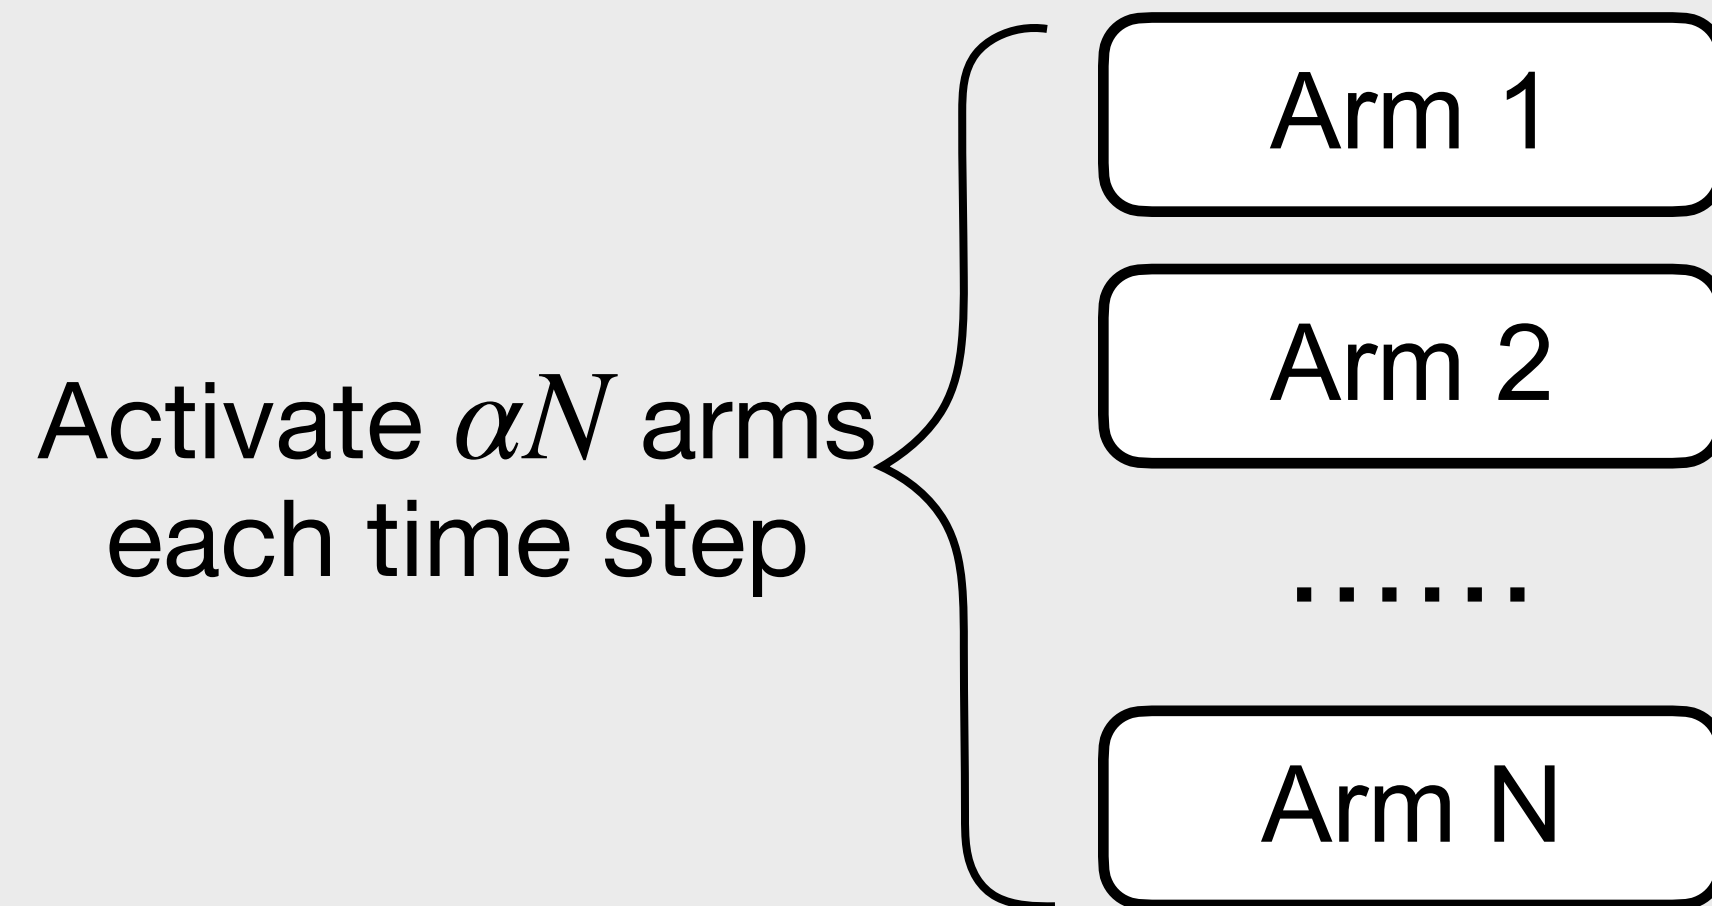 Arm 1
Arm 2
Activate αN arms
each time step
......
Arm N